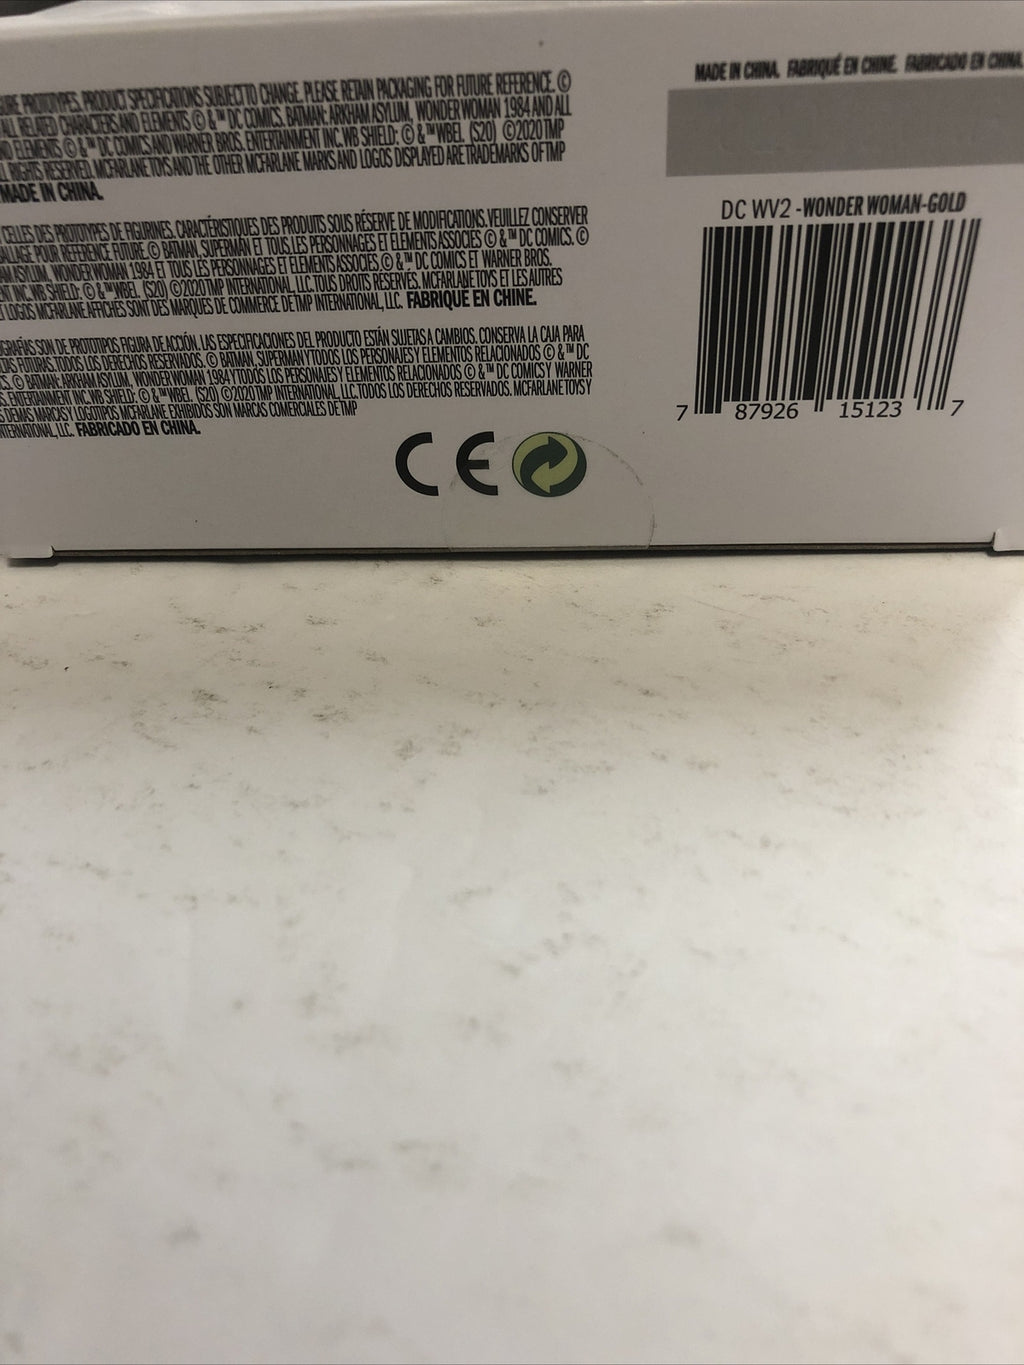 URE PROTOTYPES. PRODUCT SPECIFICATIONS SUBJECT TO CHANGE. PLEASE RETAIN PACKAGING FOR FUTURE REFERENCE. ©
ALL RELATED CHARACTERS AND ELEMENTS © & ™ DC COMICS. BATMAN: ARKHAM ASYLUM, WONDER WOMAN 1984 AND ALL
ND ELEMENTS © & ™ DC COMICS AND WARNER BROS. ENTERTAINMENT INC. WB SHIELD: © & ™ WBEI. (S20) ©2020 TMP
LL RIGHTS RESERVED. MCFARLANE TOYS AND THE OTHER MCFARLANE MARKS AND LOGOS DISPLAYED ARE TRADEMARKS OF TMP
MADE IN CHINA.
CELLES DES PROTOTYPES DE FIGURINES. CARACTÉRISTIQUES DES PRODUITS SOUS RÉSERVE DE MODIFICATIONS. VEUILLEZ CONSERVER
ALLAGE POUR RÉFÉRENCE FUTURE. © BATMAN, SUPERMAN ET TOUS LES PERSONNAGES ET ELEMENTS ASSOCIES © & ™ DC COMICS. ©
AM ASYLUM, WONDER WOMAN 1984 ET TOUS LES PERSONNAGES ET ELEMENTS ASSOCIES © & ™ DC COMICS ET WARNER BROS.
ENT INC. WB SHIELD: © & ™ WBEI. (S20) ©2020 TMP INTERNATIONAL, LLC. TOUS DROITS RESERVES. MCFARLANE TOYS ET LES AUTRES
LOGOS MCFARLANE AFFICHES SONT DES MARQUES DE COMMERCE DE TMP INTERNATIONAL, LLC. FABRIQUE EN CHINE.
OGRAFÍAS SON DE PROTOTIPOS FIGURA DE ACCIÓN. LAS ESPECIFICACIONES DEL PRODUCTO ESTÁN SUJETAS A CAMBIOS. CONSERVA LA CAJA PARA
FUTURAS. TODOS LOS DERECHOS RESERVADOS. © BATMAN, SUPERMAN Y TODOS LOS PERSONAJES Y ELEMENTOS RELACIONADOS © & ™ DC
S. © BATMAN: ARKHAM ASYLUM, WONDER WOMAN 1984 Y TODOS LOS PERSONAJES Y ELEMENTOS RELACIONADOS © & ™ DC COMICS Y WARNER
S. ENTERTAINMENT INC. WB SHIELD: © & ™ WBEI. (S20) ©2020 TMP INTERNATIONAL, LLC. TODOS LOS DERECHOS RESERVADOS. MCFARLANE TOYS Y
S DEMAS MARCAS Y LOGOTIPOS MCFARLANE EXHIBIDOS SON MARCAS COMERCIALES DE TMP
INTERNATIONAL, LLC. FABRICADO EN CHINA.
CE
MADE IN CHINA. FABRIQUÉ EN CHINE. FABRICADO EN CHINA.
DC WV2 -WONDER WOMAN-GOLD
7 87926 15123 7